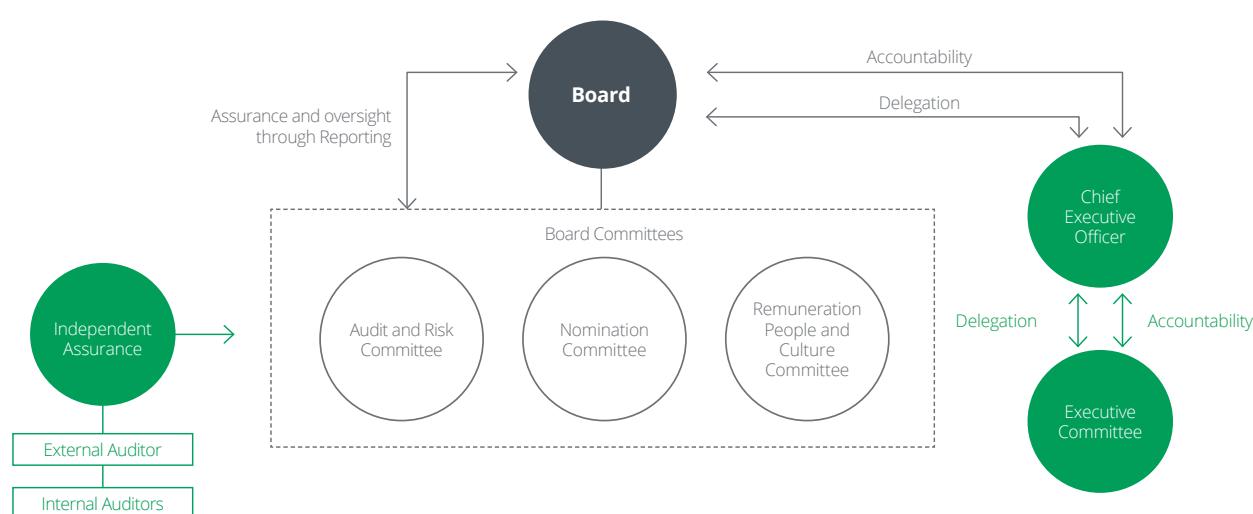 Board
Accountability
Delegation
Assurance and oversight
through Reporting
Chief
Executive
Officer
Board Committees
Independent
Assurance
Audit and Risk
Committee
Nomination
Committee
Remuneration
People and
Culture
Committee
Delegation
Accountability
Executive
Committee
External Auditor
Internal Auditors